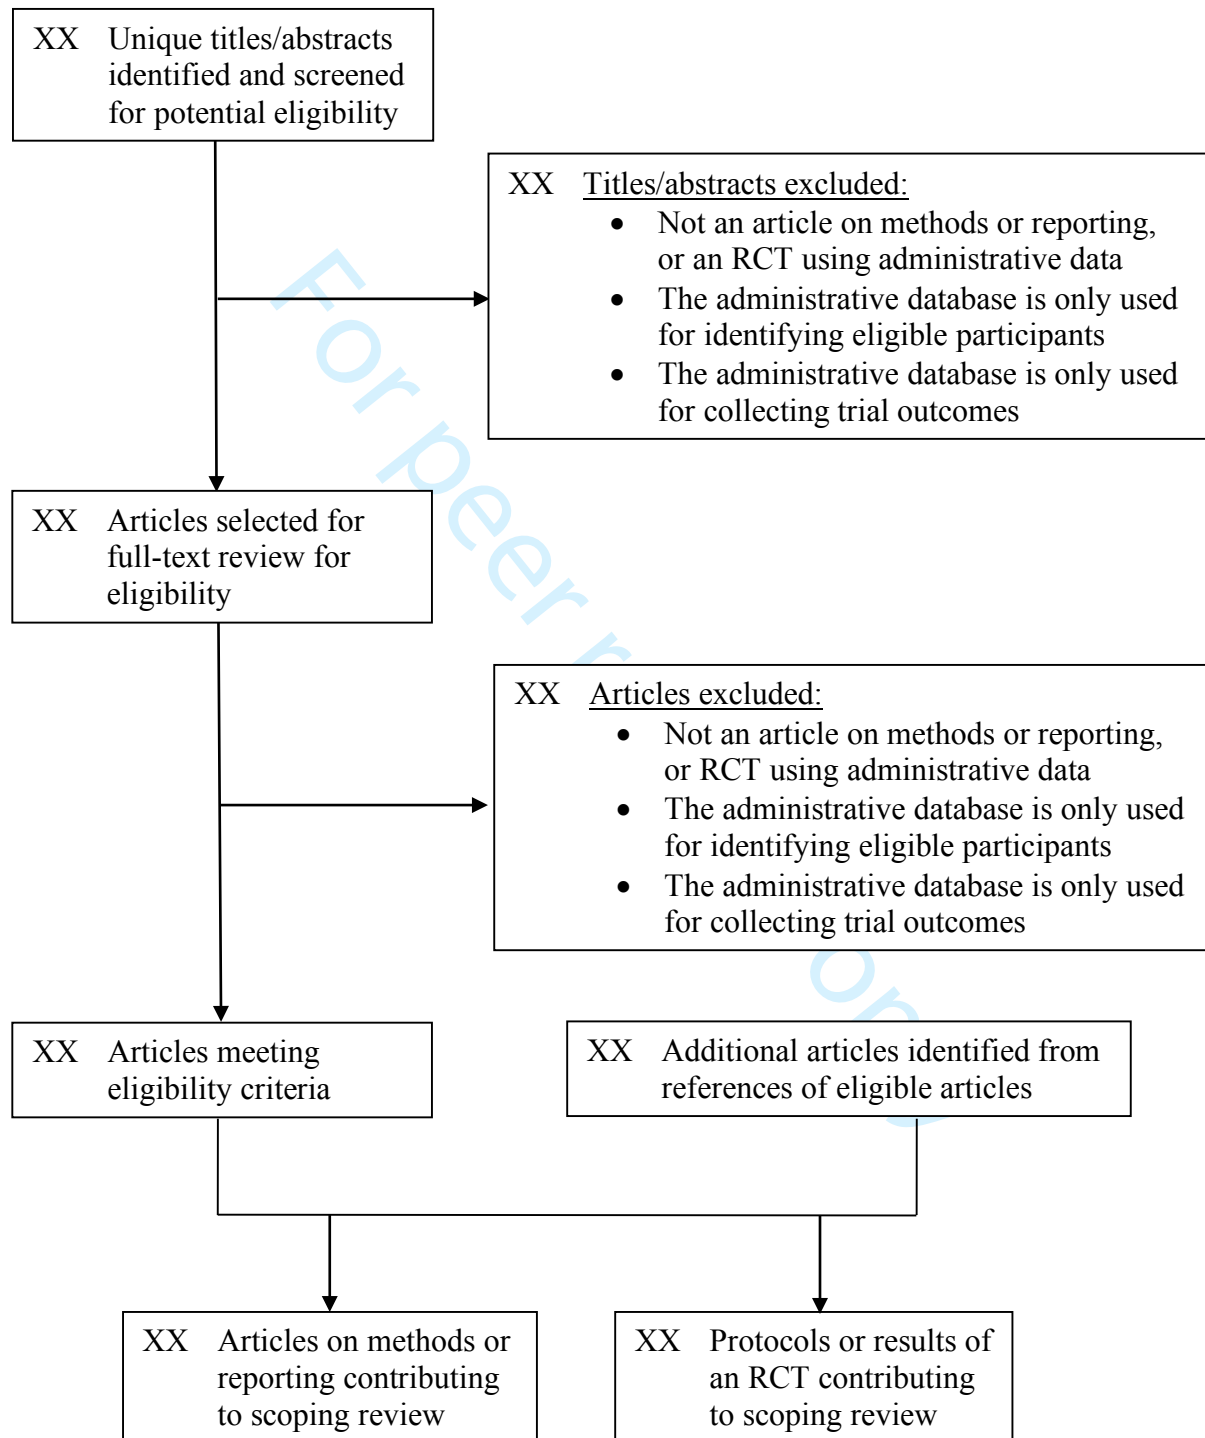 XX Unique titles/abstracts
identified and screened
for potential eligibility
XX Titles/abstracts excluded:
• Not an article on methods or reporting,
or an RCT using administrative data
• The administrative database is only used
for identifying eligible participants
• The administrative database is only used
for collecting trial outcomes
XX Articles selected for
full-text review for
eligibility
XX Articles excluded:
• Not an article on methods or reporting,
or RCT using administrative data
• The administrative database is only used
for identifying eligible participants
• The administrative database is only used
for collecting trial outcomes
XX Articles meeting
eligibility criteria
XX Additional articles identified from
references of eligible articles
XX Articles on methods or
reporting contributing
to scoping review
XX Protocols or results of
an RCT contributing
to scoping review
For peer